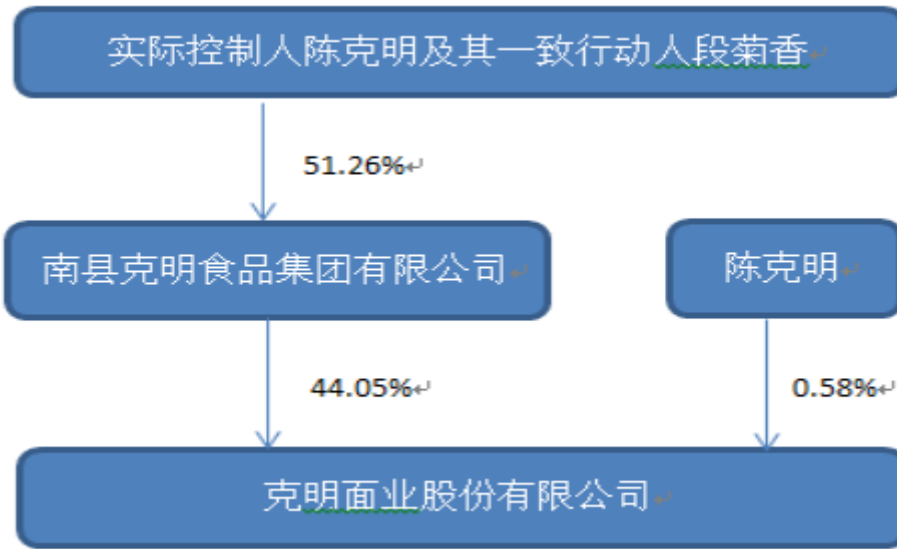 实际控制人陈克明及其一致行动人段菊香
51.26%
南县克明食品集团有限公司
陈克明
44.05%
0.58%
克明面业股份有限公司